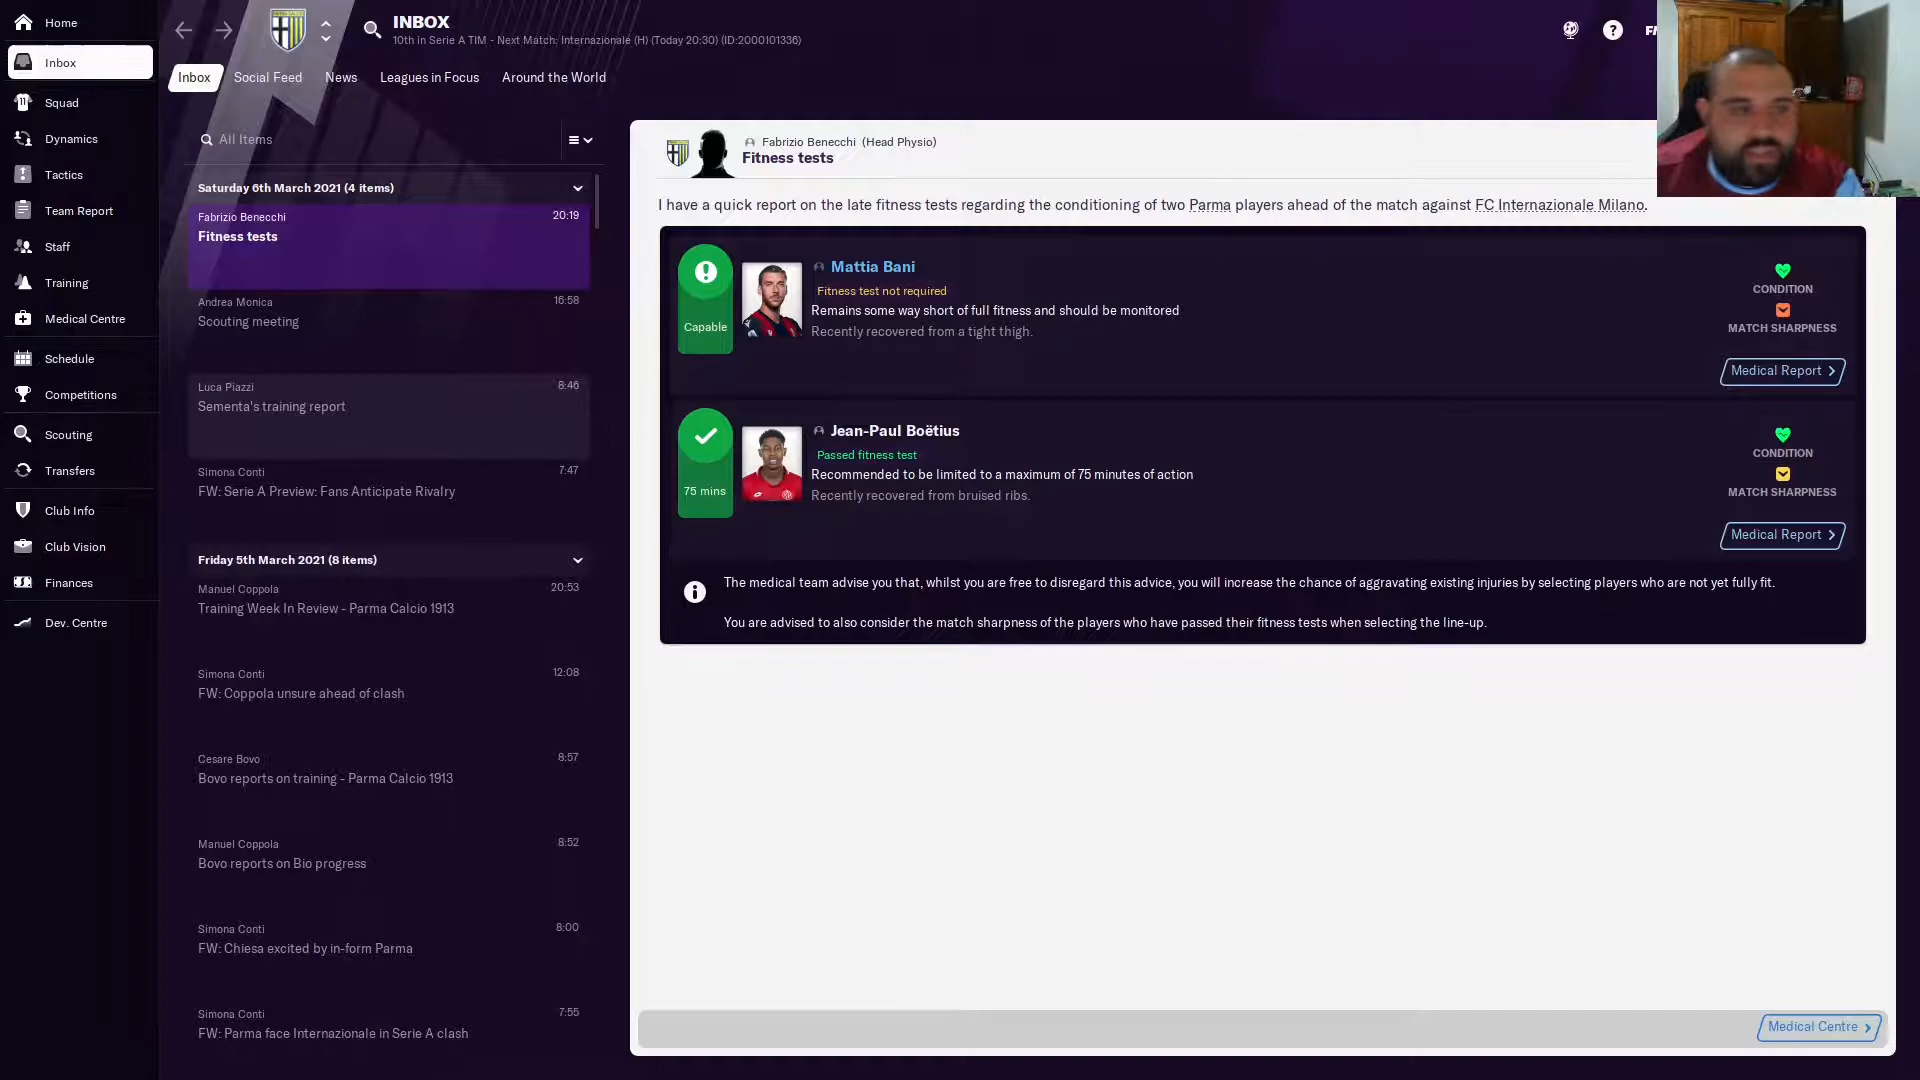 Home
Inbox
Squad
Dynamics
Tactics
Team Report
Staff
Training
Medical Centre
Schedule
Competitions
Scouting
Transfers
Club Info
Club Vision
Finances
Dev. Centre
INBOX
10th in Serie A TIM - Next Match: Internazionale (H) (Today 20:30) (ID:2000101336)
Inbox Social Feed News Leagues in Focus Around the World
All Items
Saturday 6th March 2021 (4 items)
Fabrizio Benecchi 20:19
Fitness tests
Andrea Monica 16:58
Scouting meeting
Luca Piazzi 8:46
Sementa's training report
Simona Conti 7:47
FW: Serie A Preview: Fans Anticipate Rivalry
Friday 5th March 2021 (8 items)
Manuel Coppola 20:53
Training Week In Review - Parma Calcio 1913
Simona Conti 12:08
FW: Coppola unsure ahead of clash
Cesare Bovo 8:57
Bovo reports on training - Parma Calcio 1913
Manuel Coppola 8:52
Bovo reports on Bio progress
Simona Conti 8:00
FW: Chiesa excited by in-form Parma
Simona Conti 7:55
FW: Parma face Internazionale in Serie A clash
Fabrizio Benecchi (Head Physio)
Fitness tests
I have a quick report on the late fitness tests regarding the conditioning of two Parma players ahead of the match against FC Internazionale Milano.
Capable
Mattia Bani
Fitness test not required
Remains some way short of full fitness and should be monitored
Recently recovered from a tight thigh.
CONDITION
MATCH SHARPNESS
Medical Report
75 mins
Jean-Paul Boëtius
Passed fitness test
Recommended to be limited to a maximum of 75 minutes of action
Recently recovered from bruised ribs.
CONDITION
MATCH SHARPNESS
Medical Report
The medical team advise you that, whilst you are free to disregard this advice, you will increase the chance of aggravating existing injuries by selecting players who are not yet fully fit.
You are advised to also consider the match sharpness of the players who have passed their fitness tests when selecting the line-up.
Medical Centre